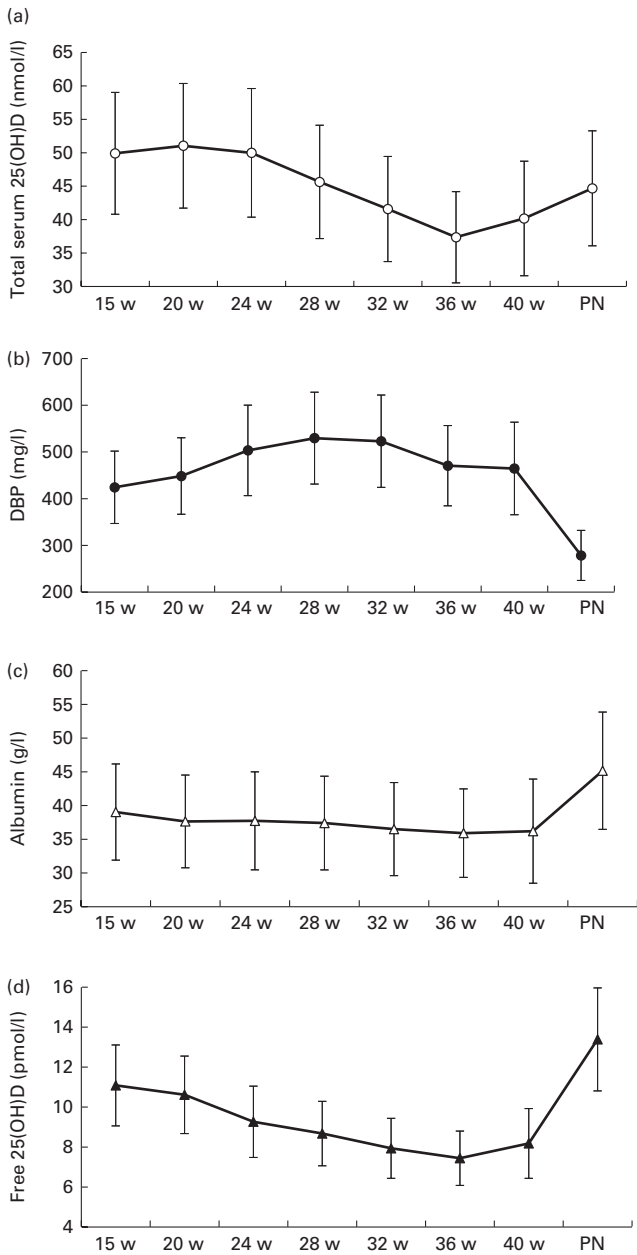 (a)
Total serum 25(OH)D (nmol/l)
65
60
55
50
45
40
35
30
15 w 20 w 24 w 28 w 32 w 36 w 40 w PN
(b)
DBP (mg/l)
700
600
500
400
300
200
15 w 20 w 24 w 28 w 32 w 36 w 40 w PN
(c)
Albumin (g/l)
60
55
50
45
40
35
30
25
15 w 20 w 24 w 28 w 32 w 36 w 40 w PN
(d)
Free 25(OH)D (pmol/l)
16
14
12
10
8
6
4
15 w 20 w 24 w 28 w 32 w 36 w 40 w PN